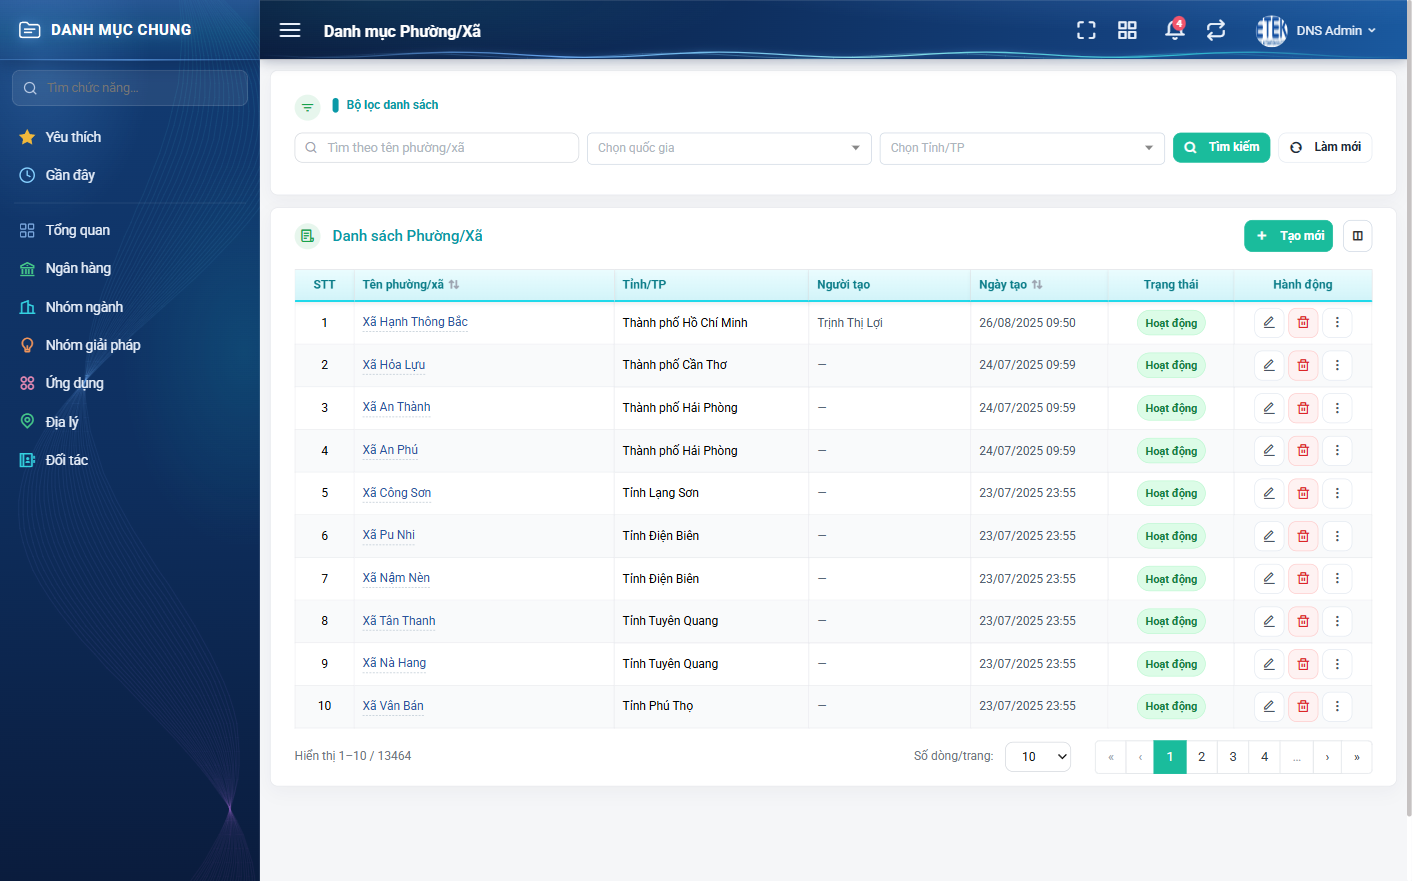 DANH MỤC CHUNG
Danh mục Phường/Xã
4
DNS Admin
Tìm chức năng...
Yêu thích
Gần đây
Tổng quan
Ngân hàng
Nhóm ngành
Nhóm giải pháp
Ứng dụng
Địa lý
Đối tác
Bộ lọc danh sách
Tìm theo tên phường/xã
Chọn quốc gia
Chọn Tỉnh/TP
Tìm kiếm
Làm mới
Danh sách Phường/Xã
+ Tạo mới
STT Tên phường/xã Tỉnh/TP Người tạo Ngày tạo Trạng thái Hành động
1 Xã Hạnh Thông Bắc Thành phố Hồ Chí Minh Trịnh Thị Lợi 26/08/2025 09:50 Hoạt động
2 Xã Hỏa Lựu Thành phố Cần Thơ — 24/07/2025 09:59 Hoạt động
3 Xã An Thành Thành phố Hải Phòng — 24/07/2025 09:59 Hoạt động
4 Xã An Phú Thành phố Hải Phòng — 24/07/2025 09:59 Hoạt động
5 Xã Công Sơn Tỉnh Lạng Sơn — 23/07/2025 23:55 Hoạt động
6 Xã Pu Nhi Tỉnh Điện Biên — 23/07/2025 23:55 Hoạt động
7 Xã Nậm Nèn Tỉnh Điện Biên — 23/07/2025 23:55 Hoạt động
8 Xã Tân Thanh Tỉnh Tuyên Quang — 23/07/2025 23:55 Hoạt động
9 Xã Nà Hang Tỉnh Tuyên Quang — 23/07/2025 23:55 Hoạt động
10 Xã Vân Bán Tỉnh Phú Thọ — 23/07/2025 23:55 Hoạt động
Hiển thị 1–10 / 13464
Số dòng/trang: 10
« ‹ 1 2 3 4 ... › »